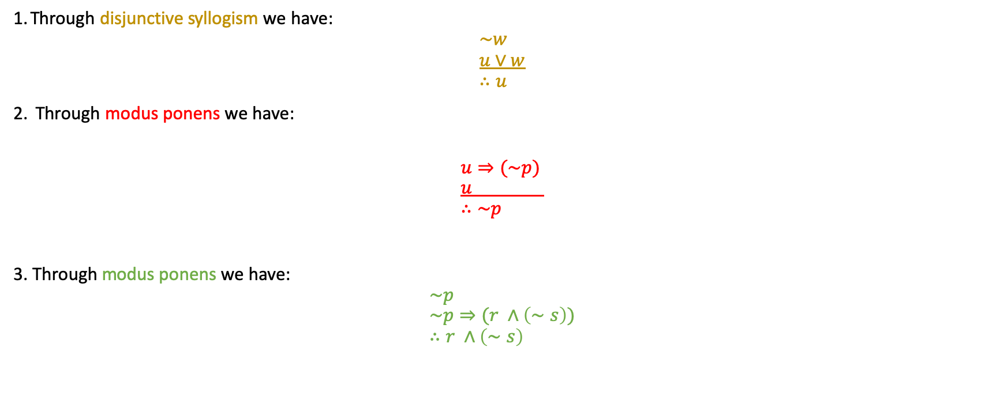 1. Through disjunctive syllogism we have:
~w
u ∨ w
∴ u
2. Through modus ponens we have:
u ⇒ (~p)
u
∴ ~p
3. Through modus ponens we have:
~p
~p ⇒ (r ∧ (~ s))
∴ r ∧ (~ s)